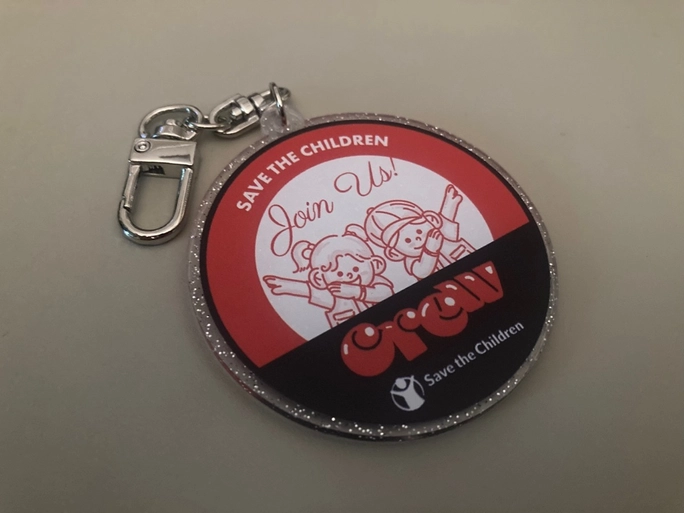 SAVE THE CHILDREN
Join Us!
crew
Save the Children